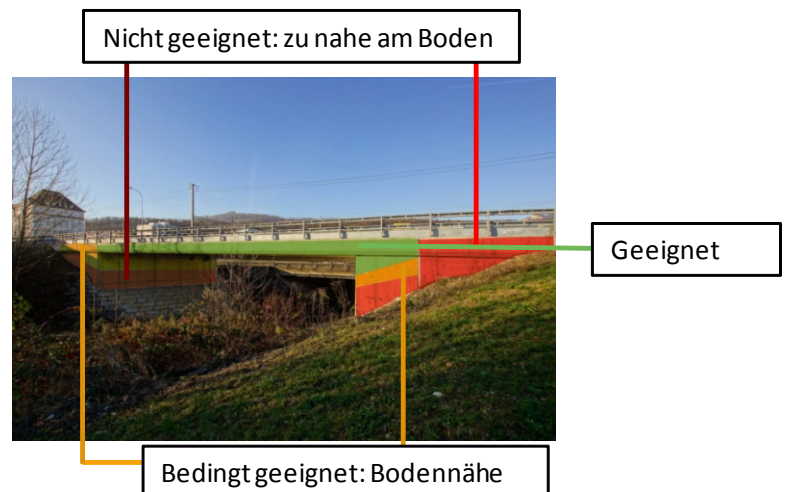 Nicht geeignet: zu nahe am Boden
Geeignet
Bedingt geeignet: Bodennähe